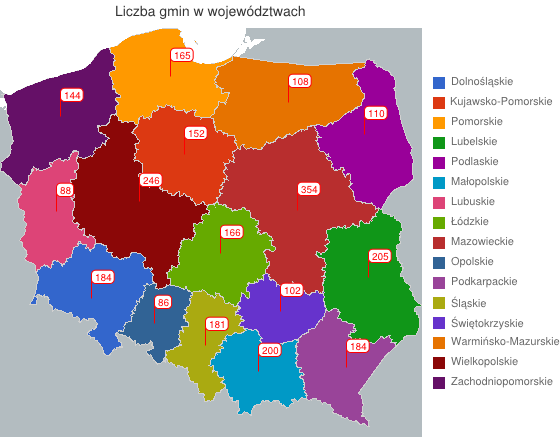 Liczba gmin w województwach
165
144
108
110
152
88
246
354
166
205
184
86
102
181
200
184
Dolnośląskie
Kujawsko-Pomorskie
Pomorskie
Lubelskie
Podlaskie
Małopolskie
Lubuskie
Łódzkie
Mazowieckie
Opolskie
Podkarpackie
Śląskie
Świętokrzyskie
Warmińsko-Mazurskie
Wielkopolskie
Zachodniopomorskie